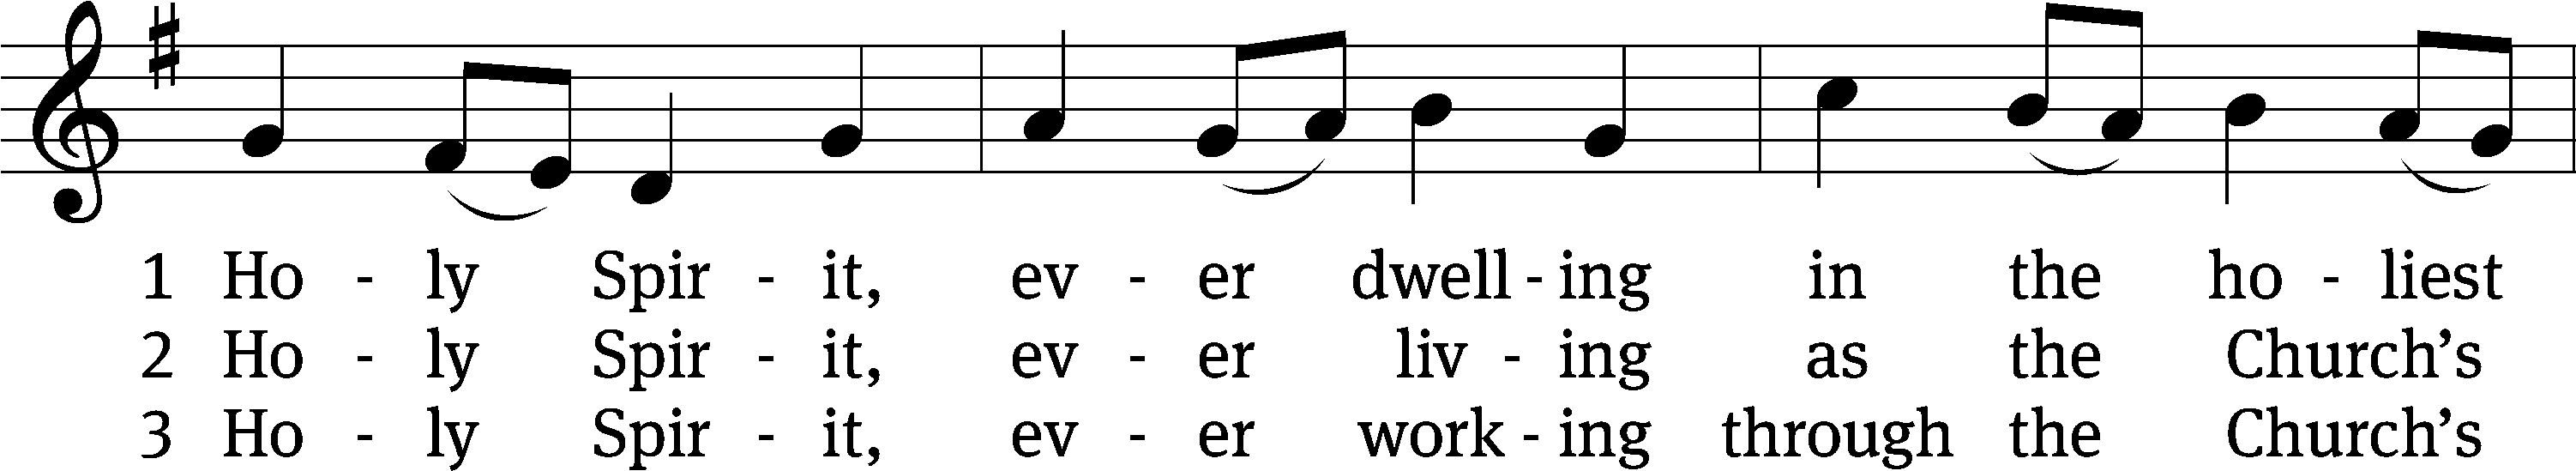 1 Ho - ly Spir - it, ev - er dwell - ing in the ho - liest
2 Ho - ly Spir - it, ev - er liv - ing as the Church’s
3 Ho - ly Spir - it, ev - er work - ing through the Church’s